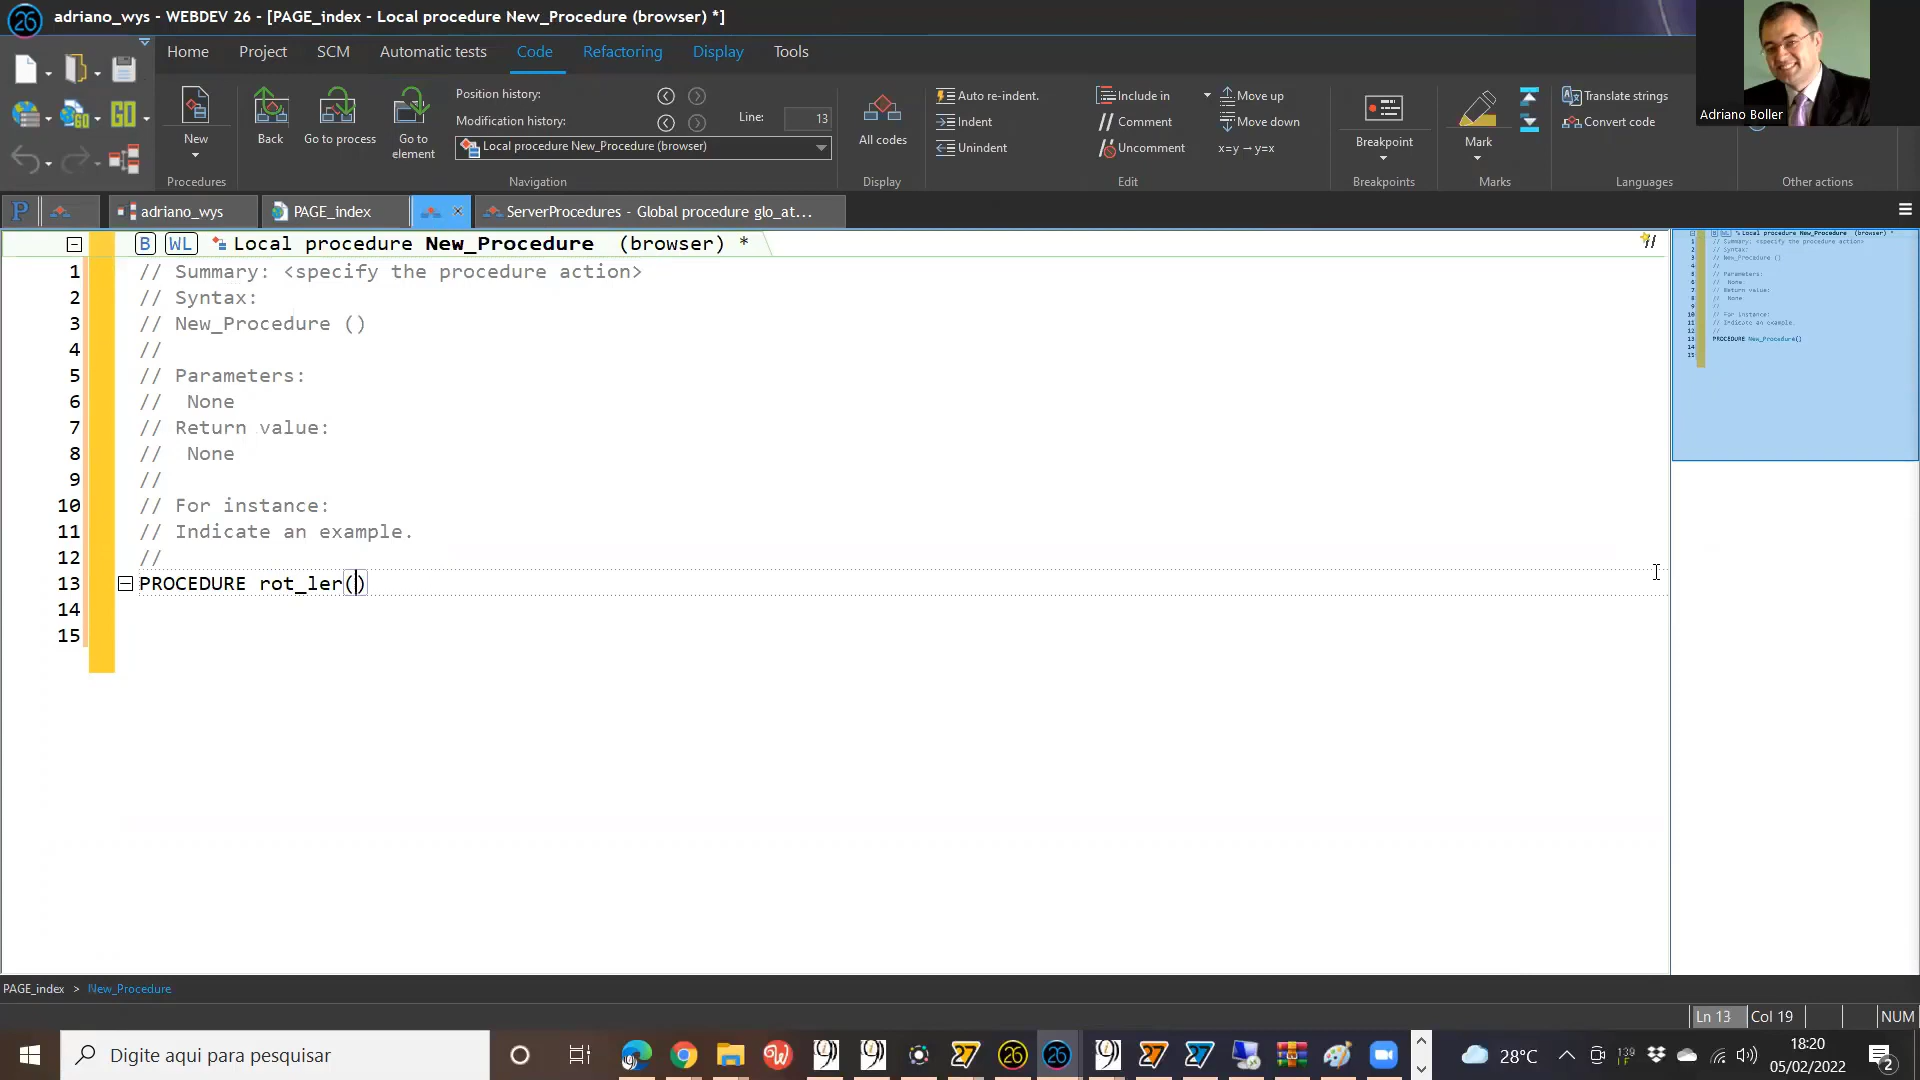 adriano_wys - WEBDEV 26 - [PAGE_index - Local procedure New_Procedure (browser) *]
Adriano Boller
Home Project SCM Automatic tests Code Refactoring Display Tools
New
Procedures
Back
Go to process
Go to element
Position history:
Modification history:
Line: 13
Local procedure New_Procedure (browser)
Navigation
All codes
Display
Auto re-indent.
Indent
Unindent
Include in
Comment
Uncomment
Move up
Move down
x=y → y=x
Edit
Breakpoint
Breakpoints
Mark
Marks
Translate strings
Convert code
Languages
Other actions
adriano_wys PAGE_index ServerProcedures - Global procedure glo_at...
B WL Local procedure New_Procedure (browser) *
1 // Summary: <specify the procedure action>
2 // Syntax:
3 // New_Procedure ()
4 //
5 // Parameters:
6 // None
7 // Return value:
8 // None
9 //
10 // For instance:
11 // Indicate an example.
12 //
13 PROCEDURE rot_ler()
14
15
PAGE_index > New_Procedure
Ln 13 Col 19 NUM
Digite aqui para pesquisar
28°C
18:20
05/02/2022
2